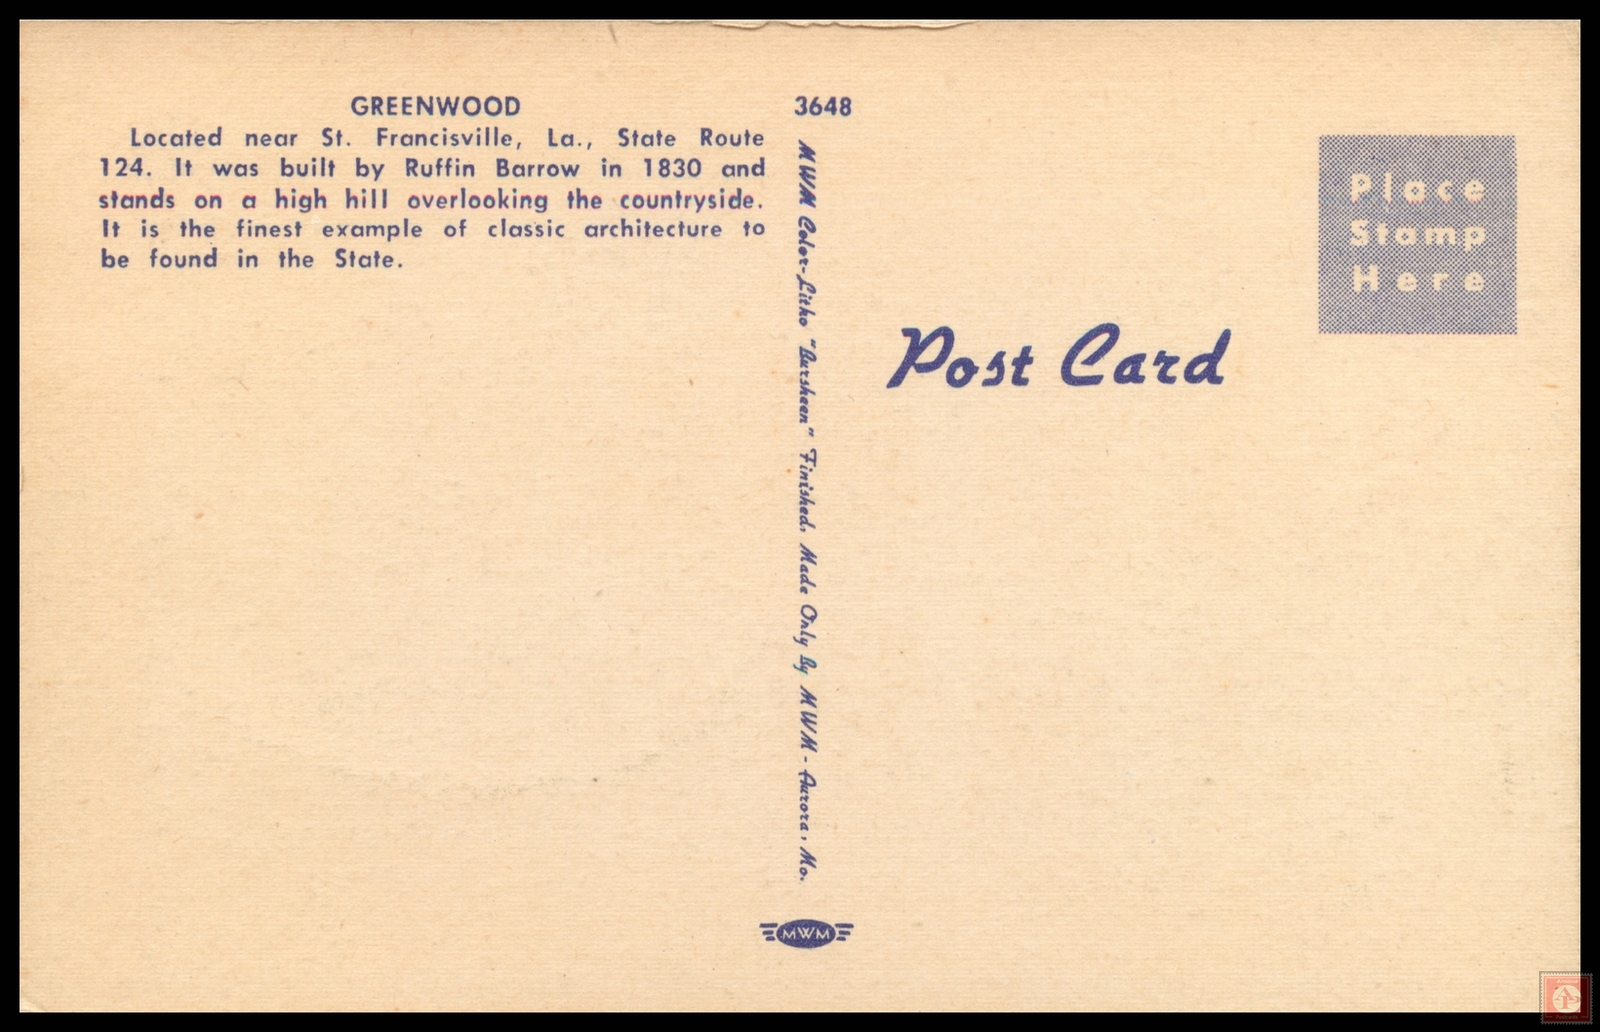 GREENWOOD
Located near St. Francisville, La., State Route
124. It was built by Ruffin Barrow in 1830 and
stands on a high hill overlooking the countryside.
It is the finest example of classic architecture to
be found in the State.
3648
MWM Color-Litho "Bursheen" Finished, Made Only By MWM - Aurora, Mo.
MWM
Post Card
Place
Stamp
Here